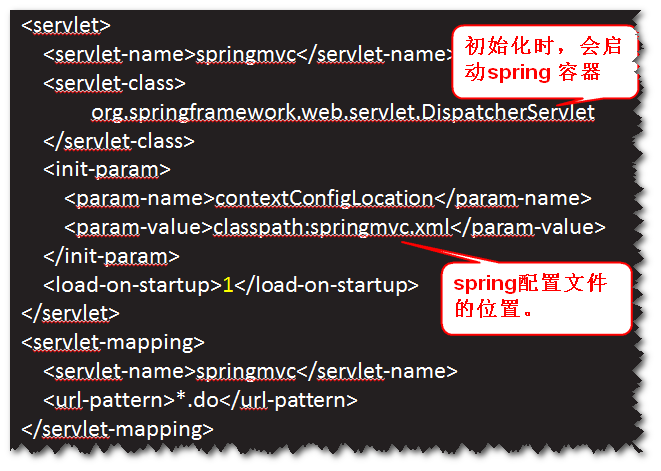 <servlet>
<servlet-name>springmvc</servlet-name>
初始化时，会启
动spring 容器
<servlet-class>
org.springframework.web.servlet.DispatcherServlet
</servlet-class>
<init-param>
<param-name>contextConfigLocation</param-name>
<param-value>classpath:springmvc.xml</param-value>
</init-param>
spring配置文件
的位置。
<load-on-startup>1</load-on-startup>
</servlet>
<servlet-mapping>
<servlet-name>springmvc</servlet-name>
<url-pattern>*.do</url-pattern>
</servlet-mapping>